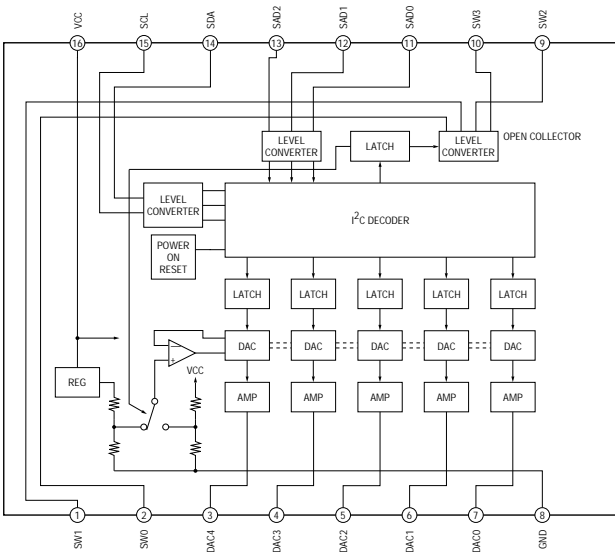 VCC
SCL
SDA
SAD2
SAD1
SAD0
SW3
SW2
16
15
14
13
12
11
10
9
LEVEL
CONVERTER
LATCH
LEVEL
CONVERTER
OPEN COLLECTOR
LEVEL
CONVERTER
I²C DECODER
POWER
ON
RESET
LATCH
LATCH
LATCH
LATCH
LATCH
DAC
DAC
DAC
DAC
DAC
−
+
VCC
REG
AMP
AMP
AMP
AMP
AMP
1
2
3
4
5
6
7
8
SW1
SW0
DAC4
DAC3
DAC2
DAC1
DAC0
GND